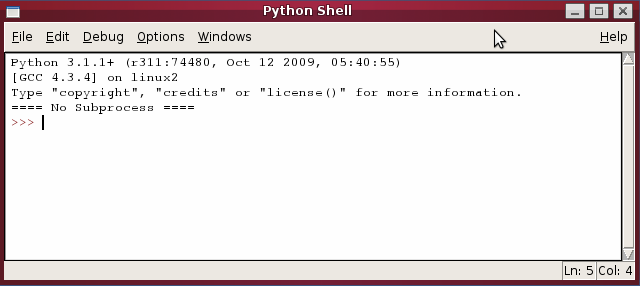 Python Shell
File Edit Debug Options Windows Help
Python 3.1.1+ (r311:74480, Oct 12 2009, 05:40:55)
[GCC 4.3.4] on linux2
Type "copyright", "credits" or "license()" for more information.
==== No Subprocess ====
>>>
Ln: 5 Col: 4